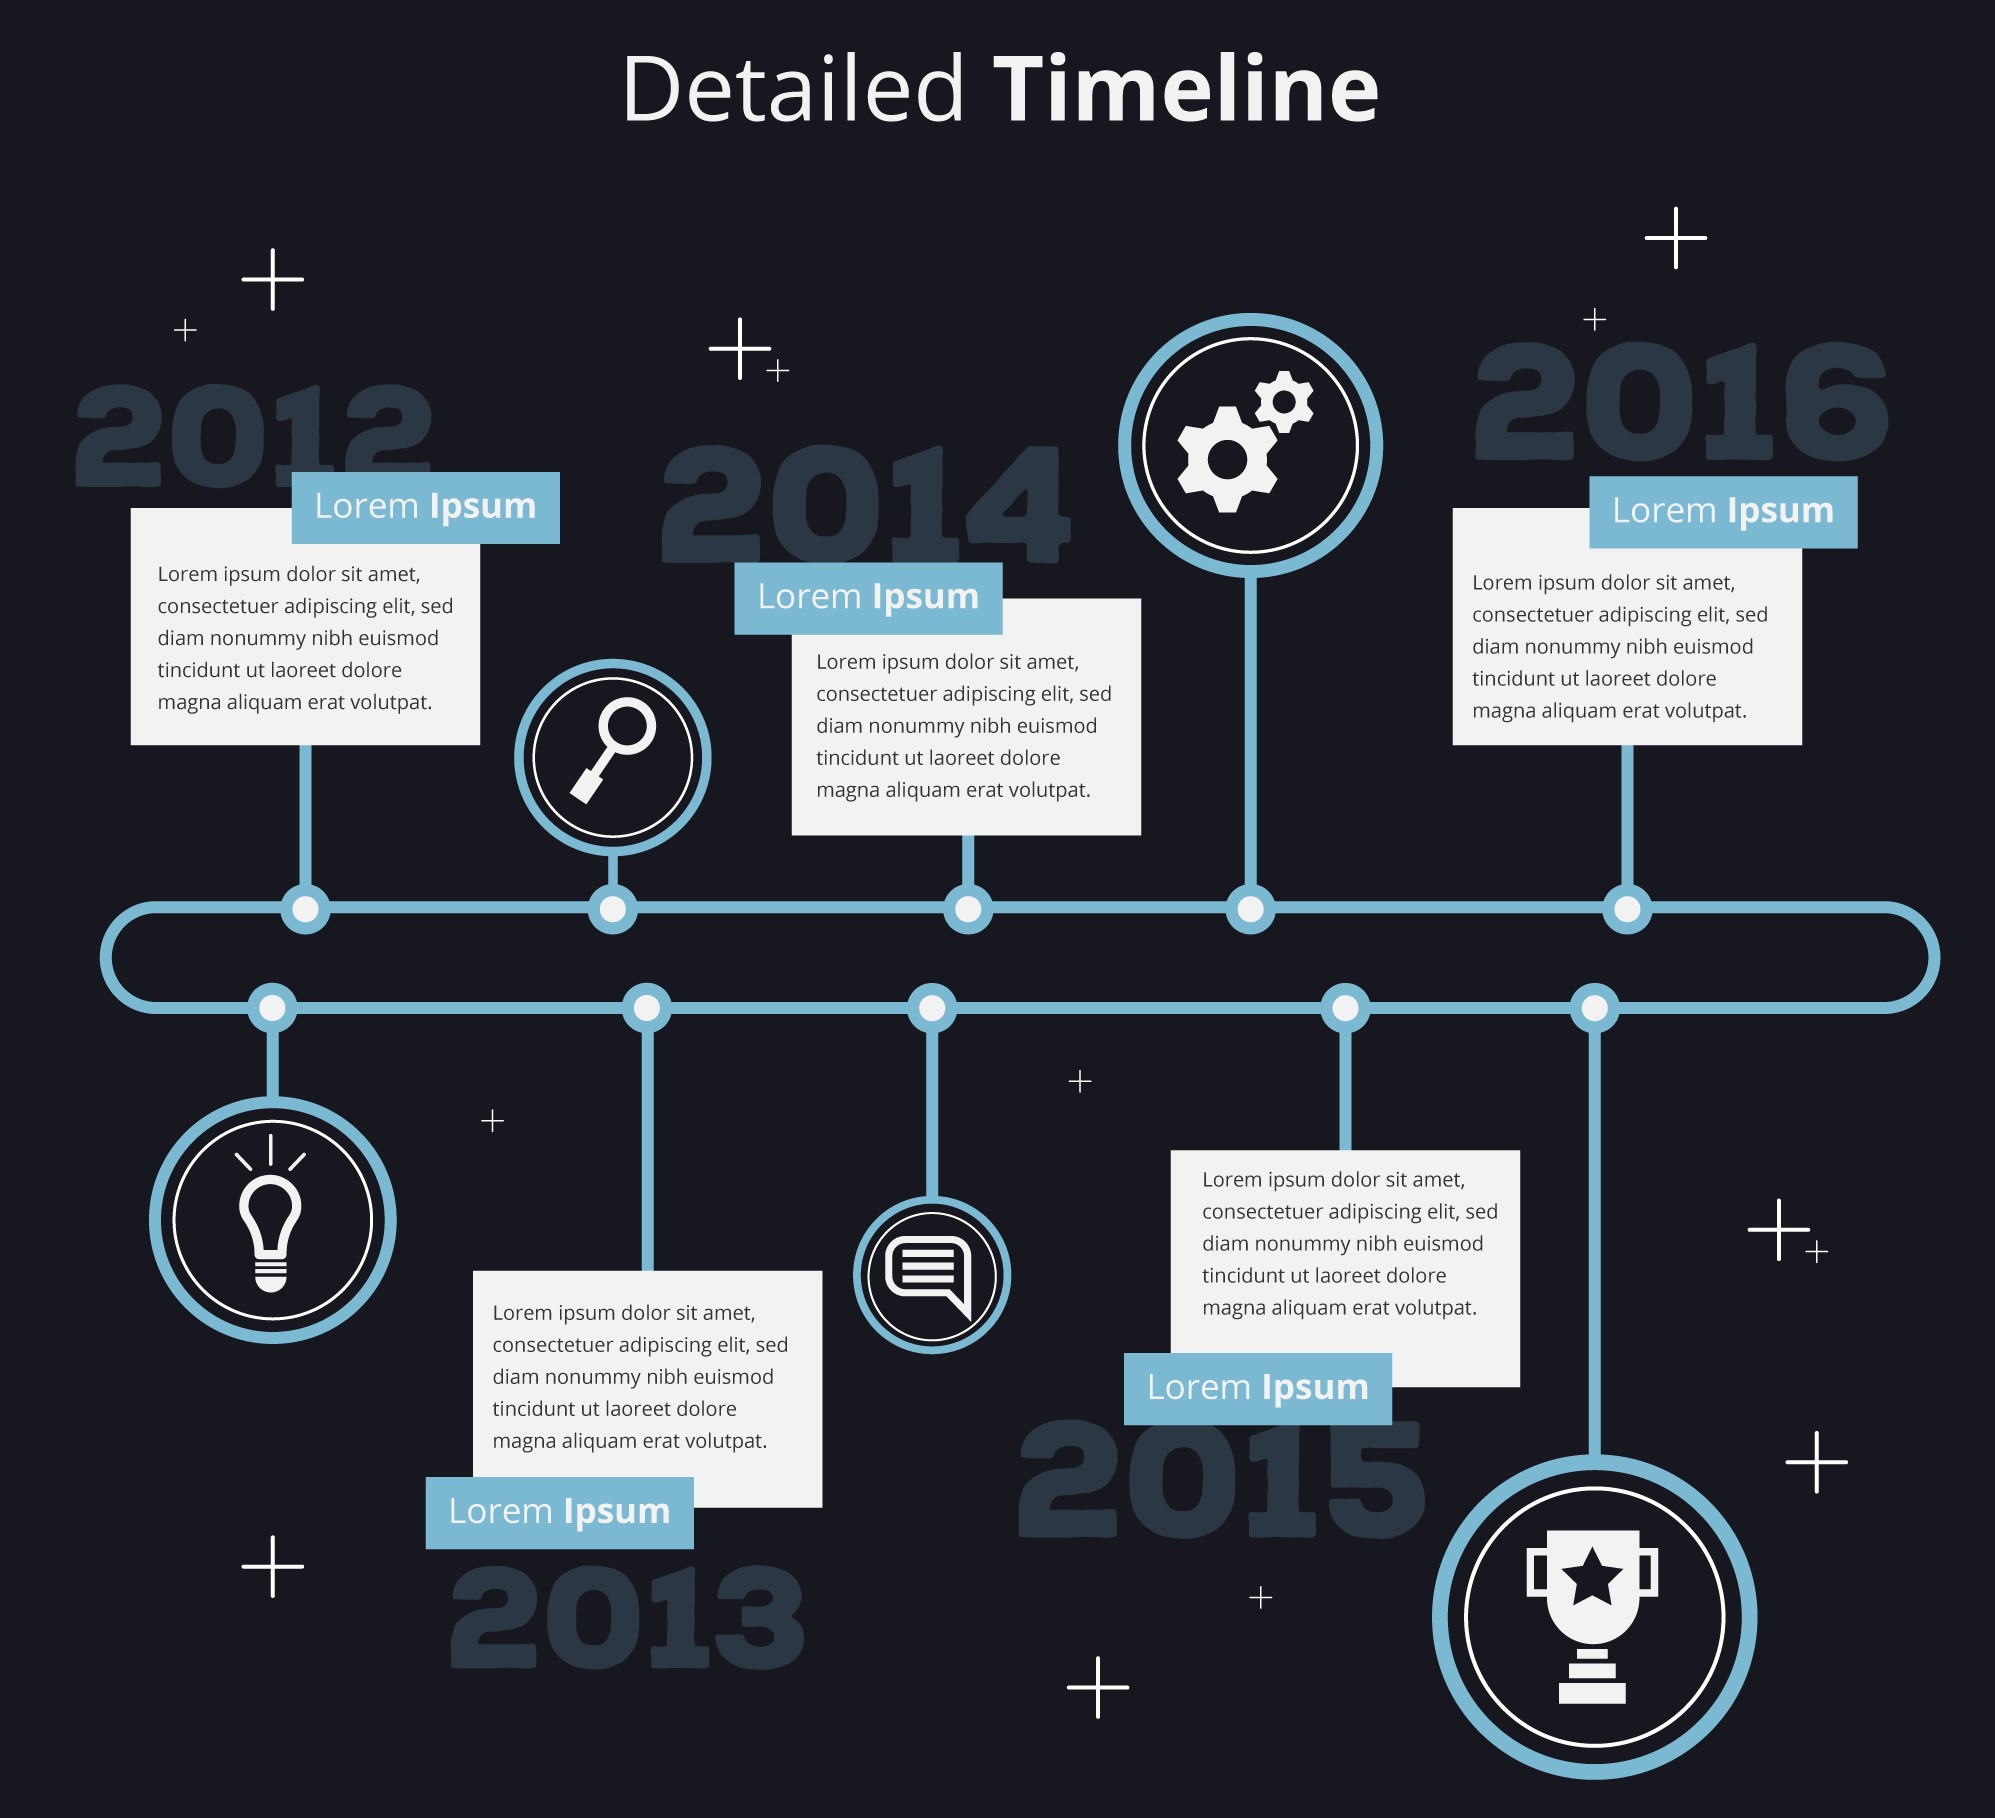 Detailed Timeline
2012
Lorem Ipsum
Lorem ipsum dolor sit amet,
consectetuer adipiscing elit, sed
diam nonummy nibh euismod
tincidunt ut laoreet dolore
magna aliquam erat volutpat.
2014
Lorem Ipsum
Lorem ipsum dolor sit amet,
consectetuer adipiscing elit, sed
diam nonummy nibh euismod
tincidunt ut laoreet dolore
magna aliquam erat volutpat.
2016
Lorem Ipsum
Lorem ipsum dolor sit amet,
consectetuer adipiscing elit, sed
diam nonummy nibh euismod
tincidunt ut laoreet dolore
magna aliquam erat volutpat.
Lorem ipsum dolor sit amet,
consectetuer adipiscing elit, sed
diam nonummy nibh euismod
tincidunt ut laoreet dolore
magna aliquam erat volutpat.
Lorem Ipsum
2013
Lorem ipsum dolor sit amet,
consectetuer adipiscing elit, sed
diam nonummy nibh euismod
tincidunt ut laoreet dolore
magna aliquam erat volutpat.
Lorem Ipsum
2015